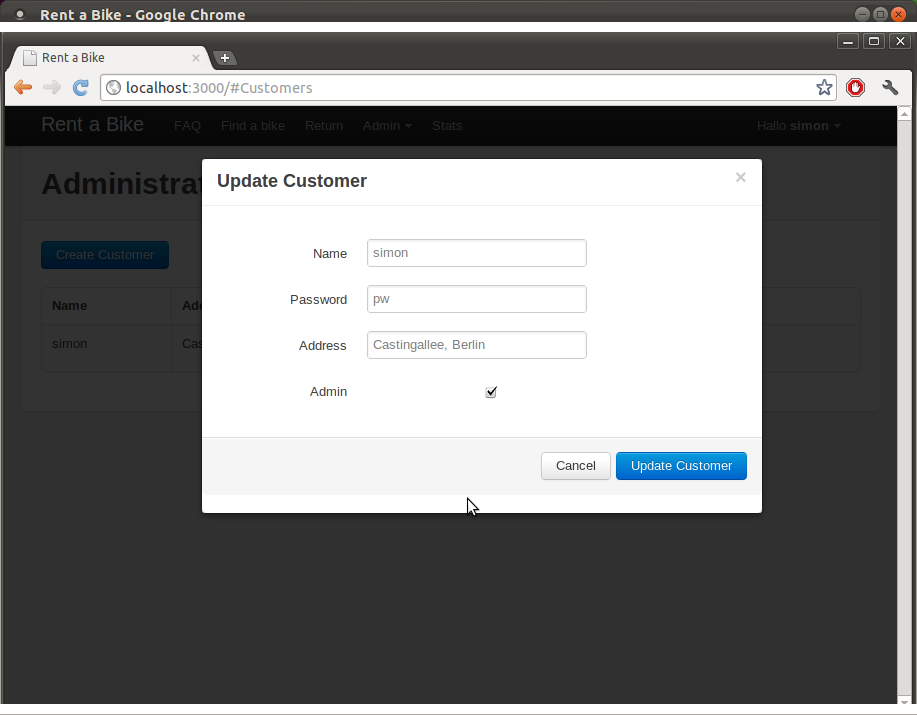 Rent a Bike - Google Chrome
Rent a Bike
localhost:3000/#Customers
Rent a Bike FAQ Find a bike Return Admin Stats Hallo simon
Administrat
Update Customer ×
Create Customer
Name simon
Password pw
Address Castingallee, Berlin
Admin
Name Add
simon Cas
Cancel Update Customer